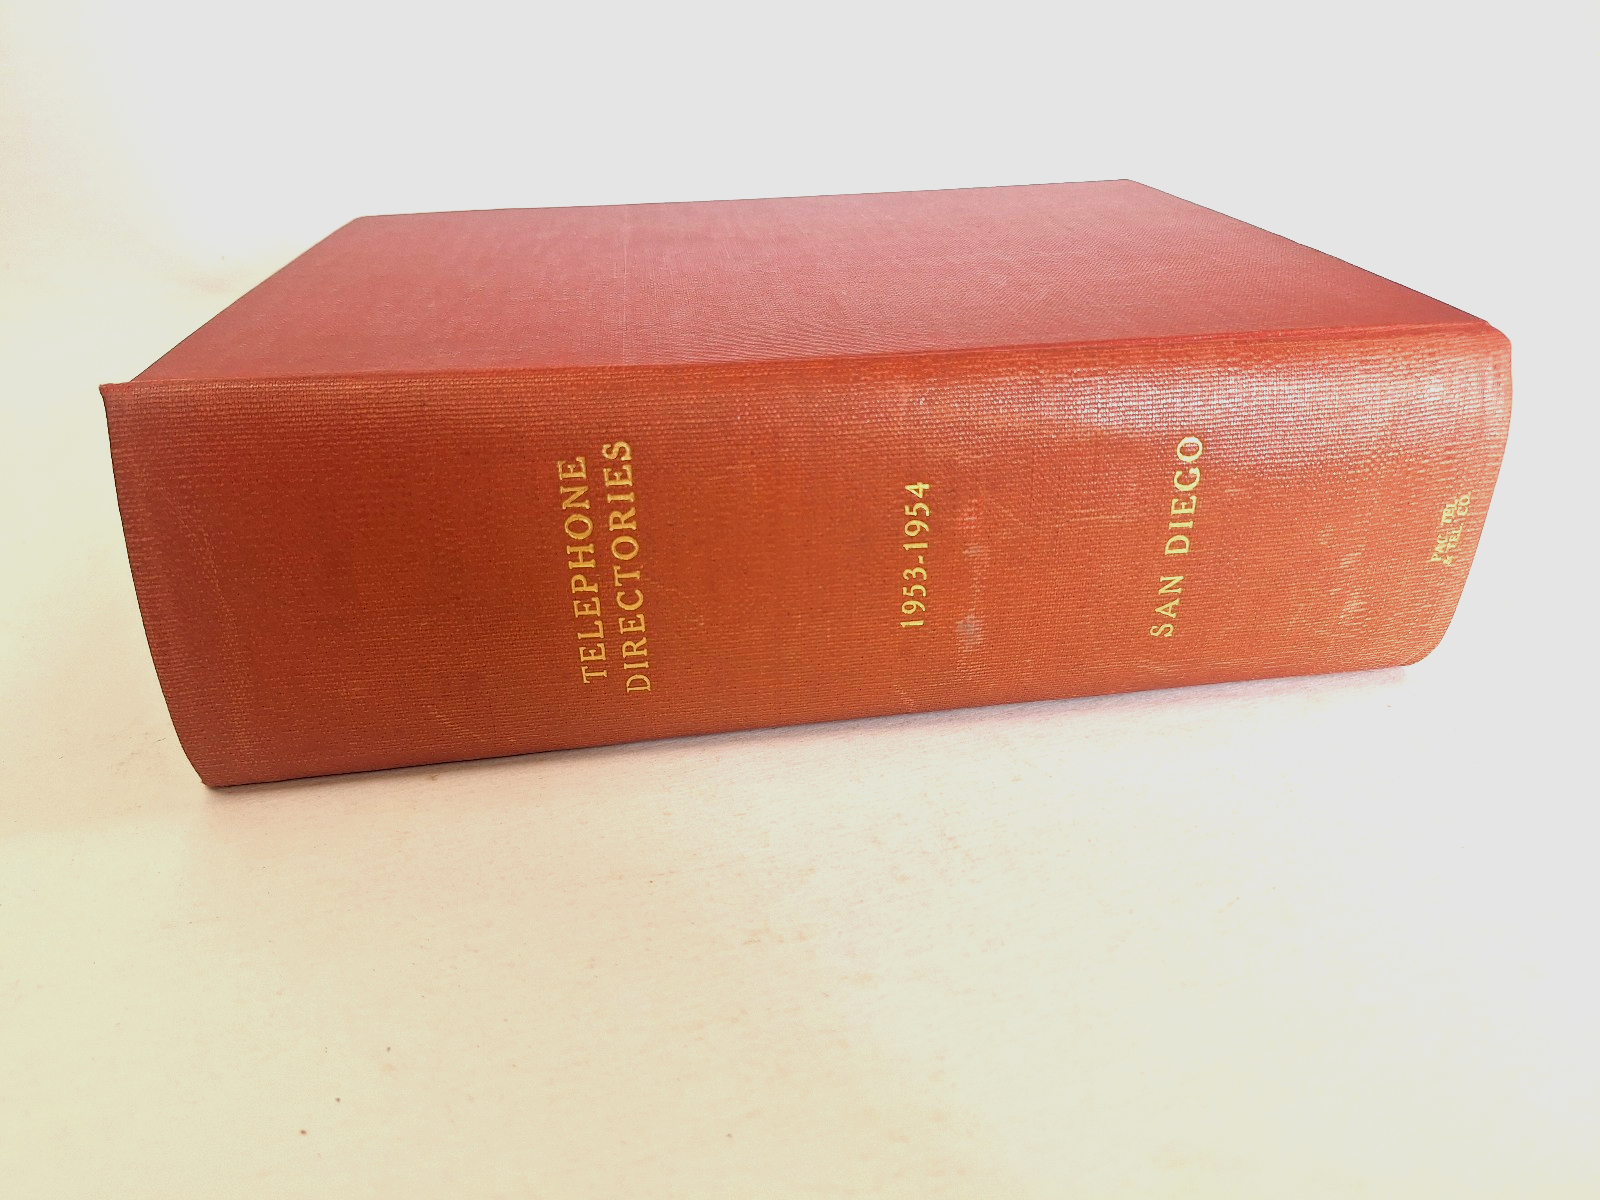 TELEPHONE
DIRECTORIES
1953-1954
SAN DIEGO
PAC. TEL.
& TEL. CO.